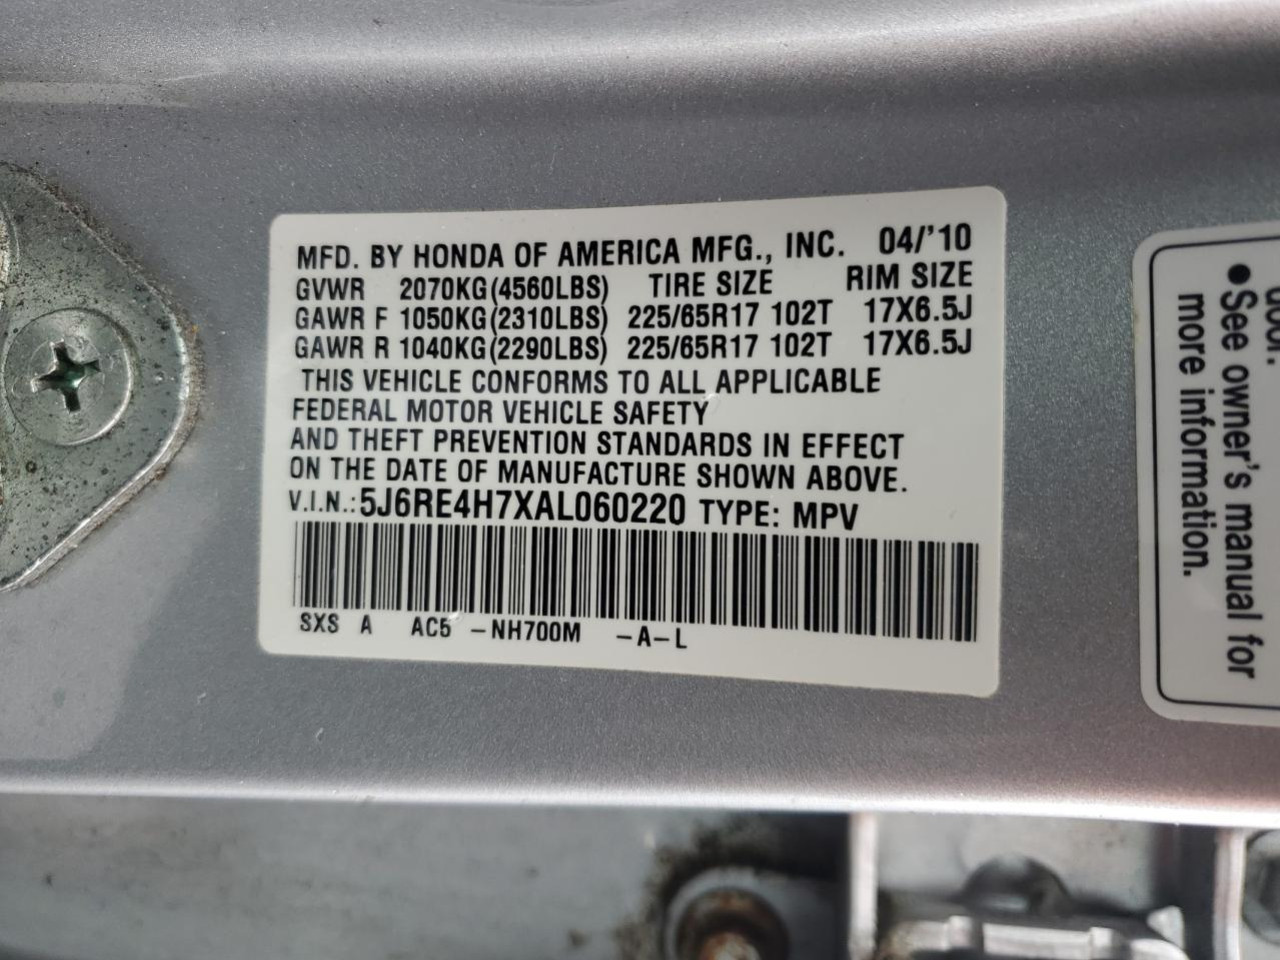 MFD. BY HONDA OF AMERICA MFG., INC. 04/'10
GVWR 2070KG(4560LBS) TIRE SIZE RIM SIZE
GAWR F 1050KG(2310LBS) 225/65R17 102T 17X6.5J
GAWR R 1040KG(2290LBS) 225/65R17 102T 17X6.5J
THIS VEHICLE CONFORMS TO ALL APPLICABLE
FEDERAL MOTOR VEHICLE SAFETY
AND THEFT PREVENTION STANDARDS IN EFFECT
ON THE DATE OF MANUFACTURE SHOWN ABOVE.
V.I.N.: 5J6RE4H7XAL060220 TYPE: MPV
SXS A AC5 -NH700M -A-L
door.
●See owner's manual for
more information.